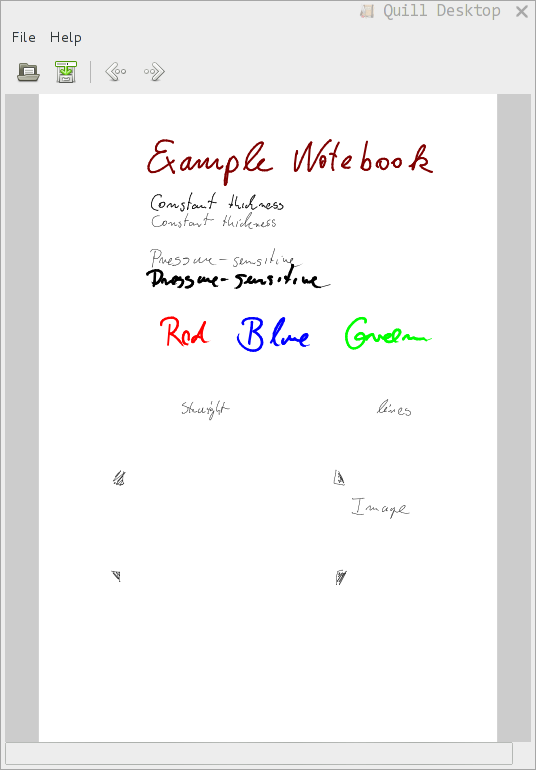 Quill Desktop
File Help
Example Notebook
Constant thickness
Constant thickness
Pressure-sensitive
Pressure-sensitive
Red Blue Green
Straight lines
Image